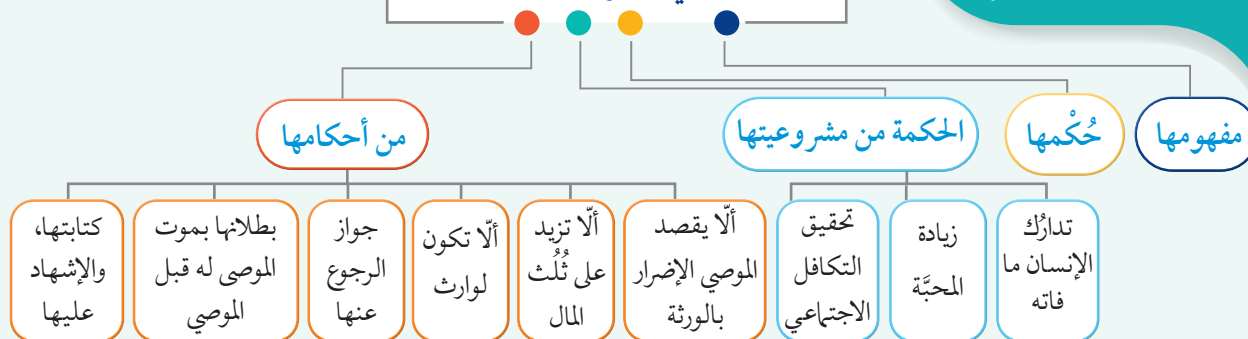 مفهومها
حُكْمها
الحكمة من مشروعيتها
من أحكامها
تدارُك
الإنسان ما
فاته
زيادة
المحبَّة
تحقيق
التكافل
الاجتماعي
ألّا يقصد
الموصي الإضرار
بالورثة
ألّا تزيد
على ثُلُث
المال
ألّا تكون
لوارث
جواز
الرجوع
عنها
بطلانها بموت
الموصى له قبل
الموصي
كتابتها،
والإشهاد
عليها